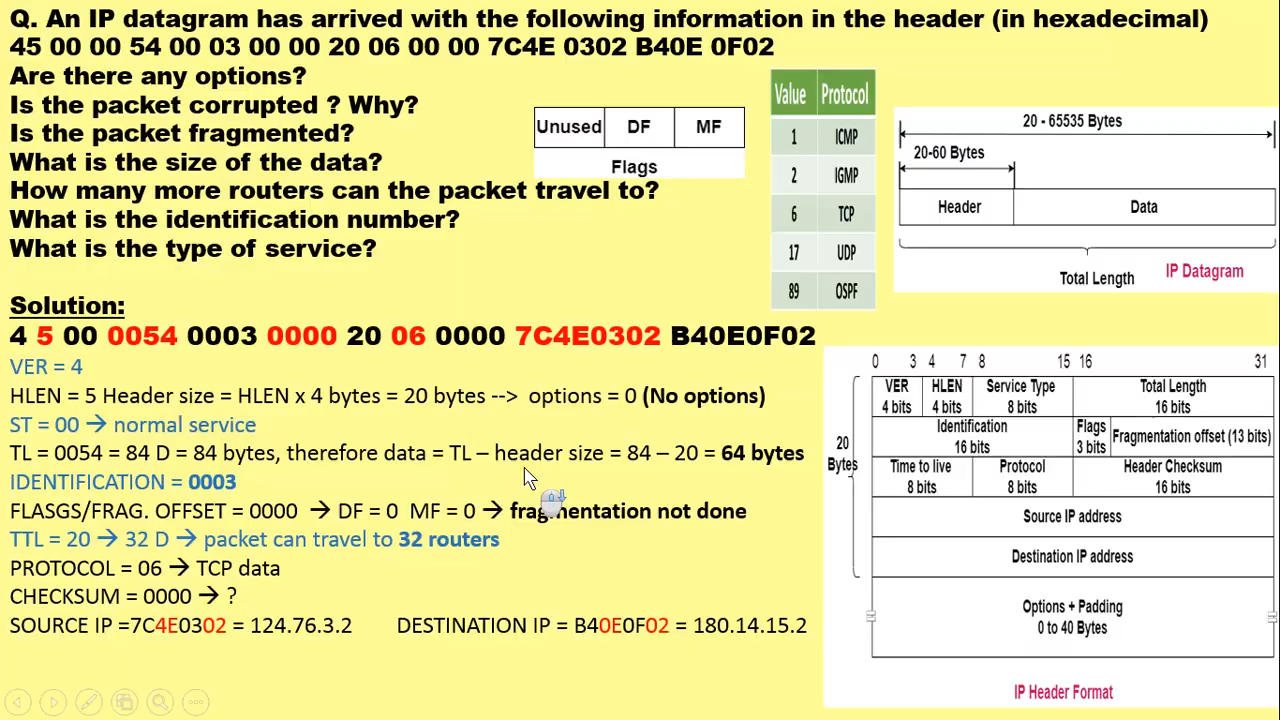 Q. An IP datagram has arrived with the following information in the header (in hexadecimal)
45 00 00 54 00 03 00 00 20 06 00 00 7C4E 0302 B40E 0F02
Are there any options?
Is the packet corrupted ? Why?
Is the packet fragmented?
What is the size of the data?
How many more routers can the packet travel to?
What is the identification number?
What is the type of service?
Unused DF MF
Flags
Value Protocol
1 ICMP
2 IGMP
6 TCP
17 UDP
89 OSPF
20 - 65535 Bytes
20-60 Bytes
Header Data
Total Length
IP Datagram
Solution:
4 5 00 0054 0003 0000 20 06 0000 7C4E0302 B40E0F02
VER = 4
HLEN = 5 Header size = HLEN x 4 bytes = 20 bytes --> options = 0 (No options)
ST = 00 → normal service
TL = 0054 = 84 D = 84 bytes, therefore data = TL – header size = 84 – 20 = 64 bytes
IDENTIFICATION = 0003
FLASGS/FRAG. OFFSET = 0000 → DF = 0 MF = 0 → fragmentation not done
TTL = 20 → 32 D → packet can travel to 32 routers
PROTOCOL = 06 → TCP data
CHECKSUM = 0000 → ?
SOURCE IP =7C4E0302 = 124.76.3.2 DESTINATION IP = B40E0F02 = 180.14.15.2
0 3 4 7 8 15 16 31
VER HLEN Service Type Total Length
4 bits 4 bits 8 bits 16 bits
Identification Flags Fragmentation offset (13 bits)
16 bits 3 bits
20 Bytes
Time to live Protocol Header Checksum
8 bits 8 bits 16 bits
Source IP address
Destination IP address
Options + Padding
0 to 40 Bytes
IP Header Format